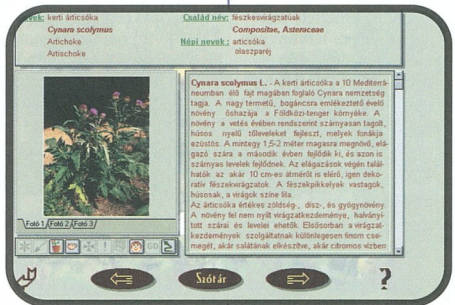 kerti articsóka
Cynara scolymus
Artichoke
Artischoke
Család név: fészkesvirágzatúak
Compositae, Asteraceae
Népi nevek: articsóka
olaszparéj
Cynara scolymus L. - A kerti articsóka a 10 Mediterrá-
neumban élő fajt magában foglaló Cynara nemzetség
tagja. A nagy termetű, bogáncsra emlékeztető évelő
növény őshazája a Földközi-tenger környéke. A
növény a vetés évében rendszerint szárnyasan tagolt,
húsos nyelű tőleveleket fejleszt, melyek fonákja
ezüstös. A mintegy 1,5-2 méter magasra megnövő, elá-
gazó szára a második évben fejlődik ki, és azon is
szárnyas levelek fejlődnek. Az elágazások végén talál-
hatók az akár 10 cm-es átmérőt is elérő, igen deko-
ratív fészekvirágzatok. A fészekpikkelyek vastagok,
húsosak, a virágok színe lila.
Az articsóka értékes zöldség-, dísz-, és gyógynövény.
A növény fel nem nyílt virágzatkezdeménye, halványí-
tott szárai és levelei ehetők. Elsősorban a virágzat-
kezdemények szolgáltatnak különlegesen finom cse-
megét, akár salátának elkészítve, akár citromos vízben
Fotó 1 Fotó 2 Fotó 3
Szótár
?